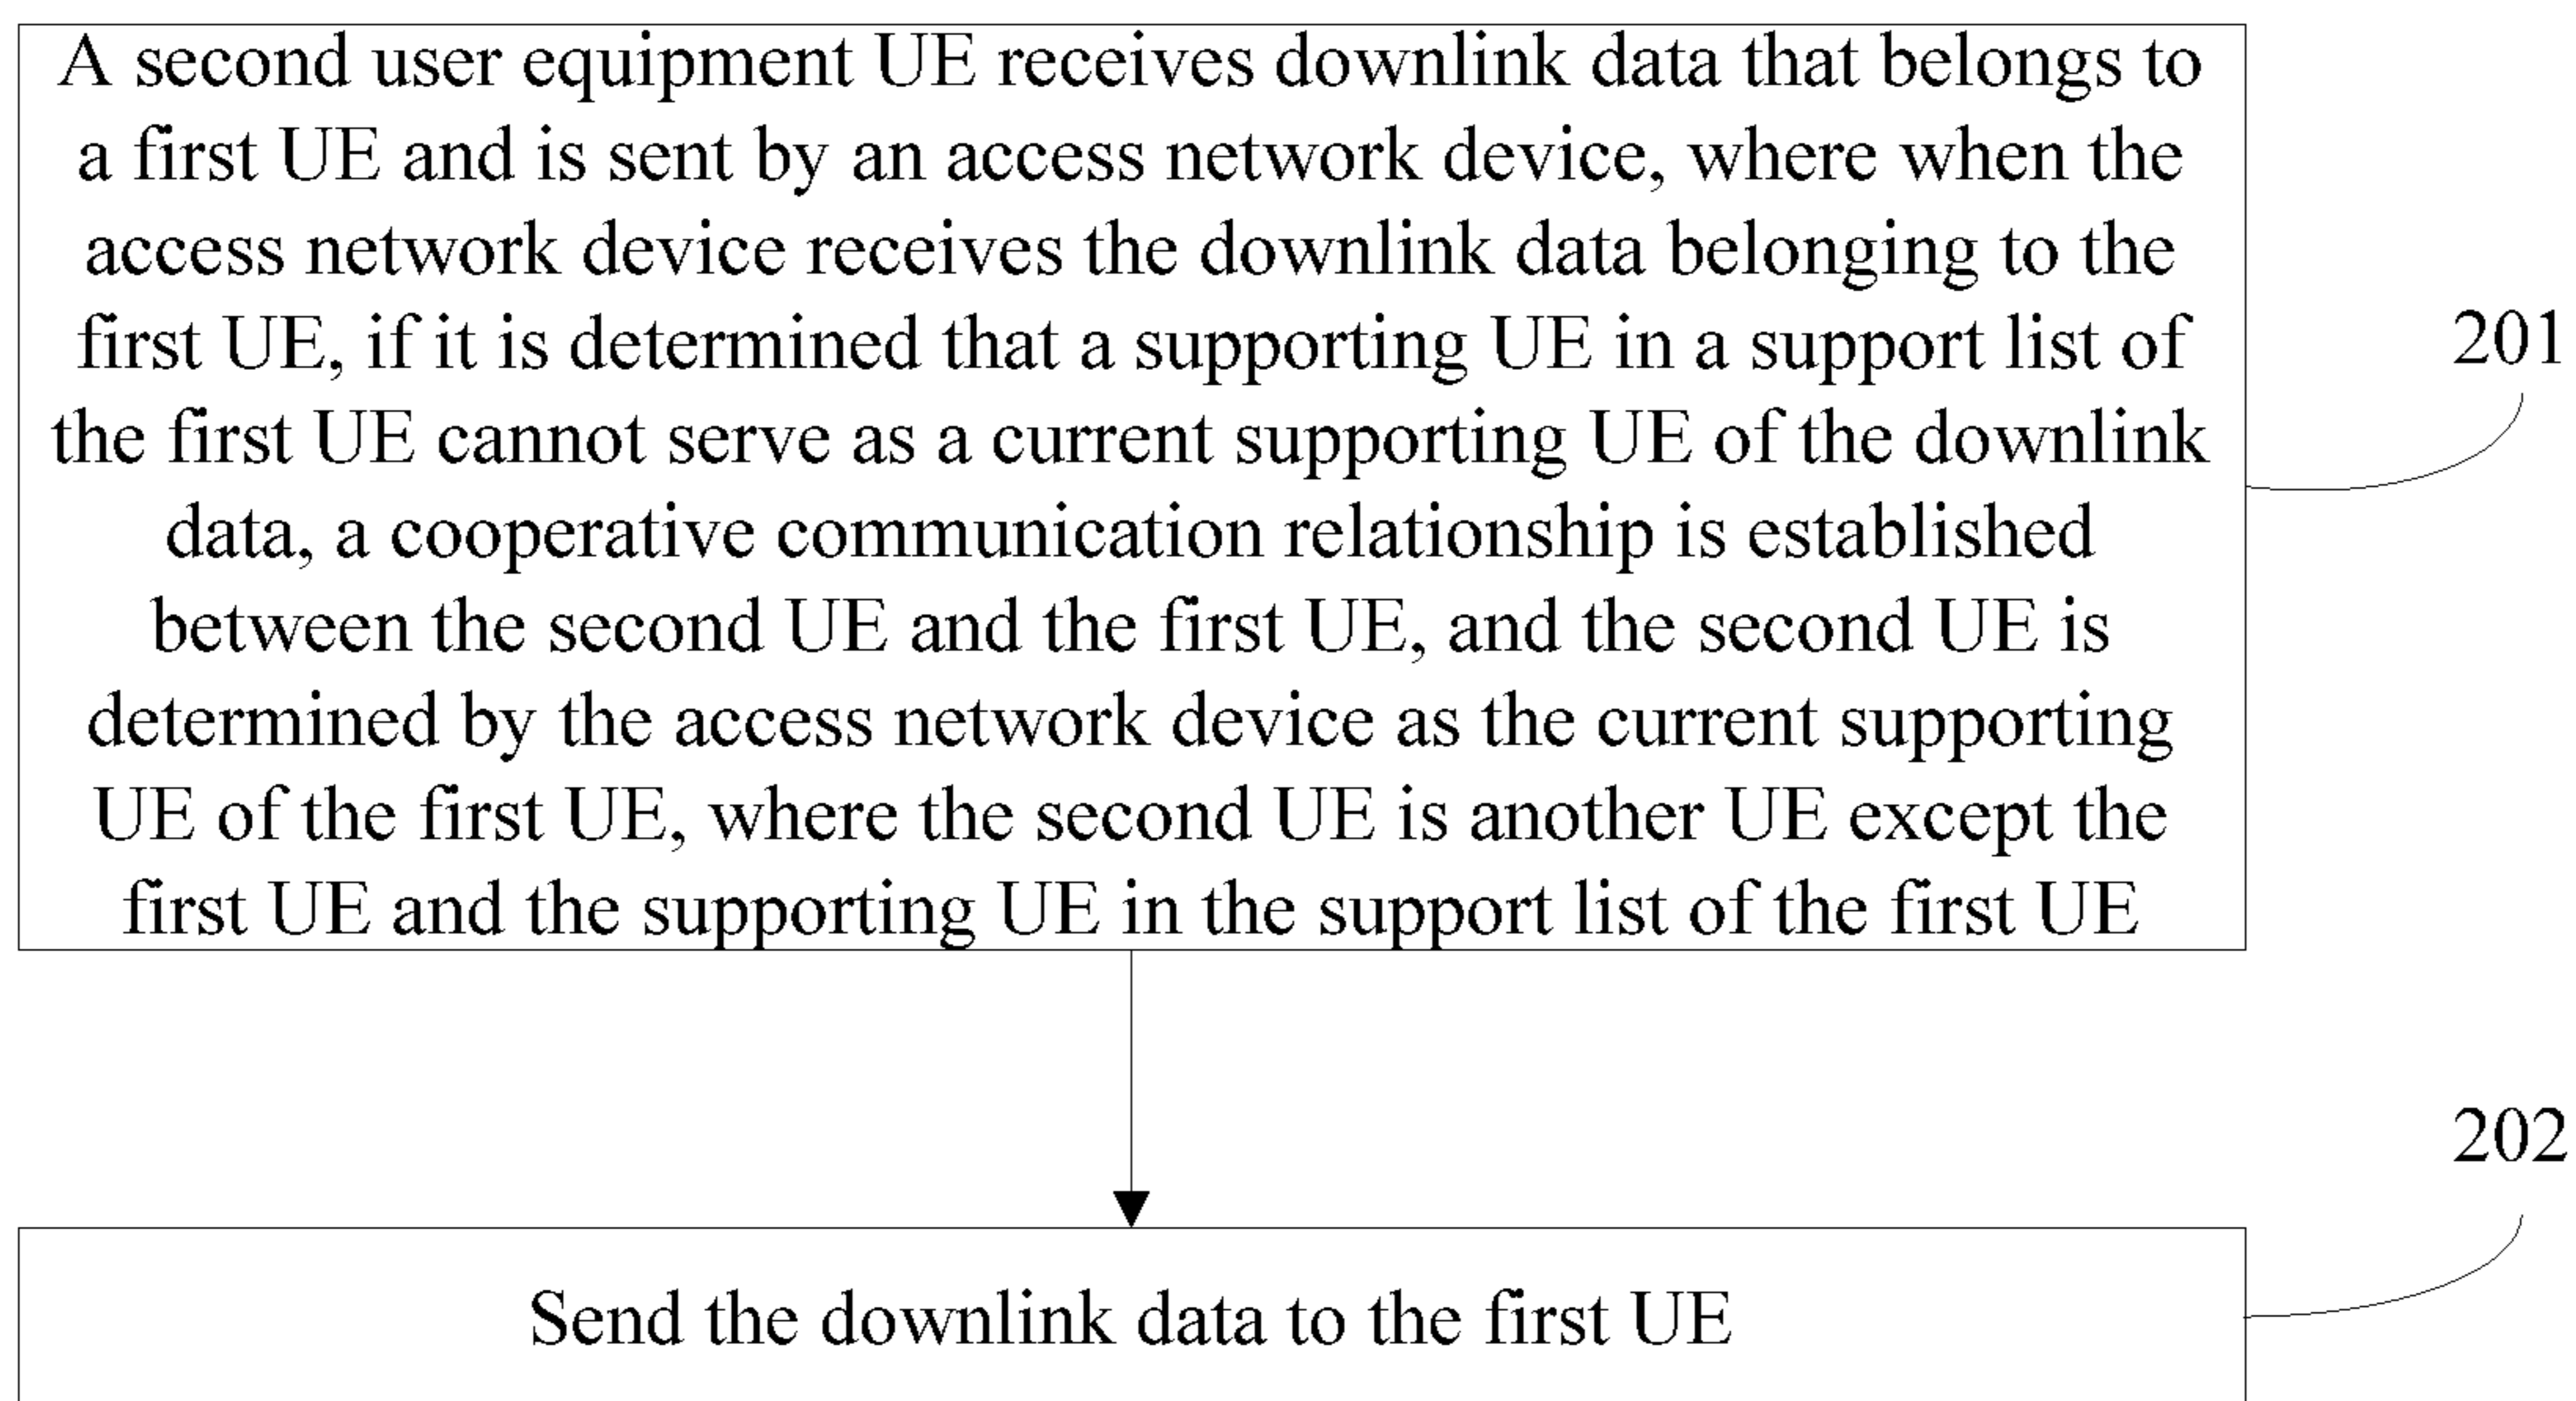 A second user equipment UE receives downlink data that belongs to
a first UE and is sent by an access network device, where when the
access network device receives the downlink data belonging to the
first UE, if it is determined that a supporting UE in a support list of
the first UE cannot serve as a current supporting UE of the downlink
data, a cooperative communication relationship is established
between the second UE and the first UE, and the second UE is
determined by the access network device as the current supporting
UE of the first UE, where the second UE is another UE except the
first UE and the supporting UE in the support list of the first UE
201
202
Send the downlink data to the first UE